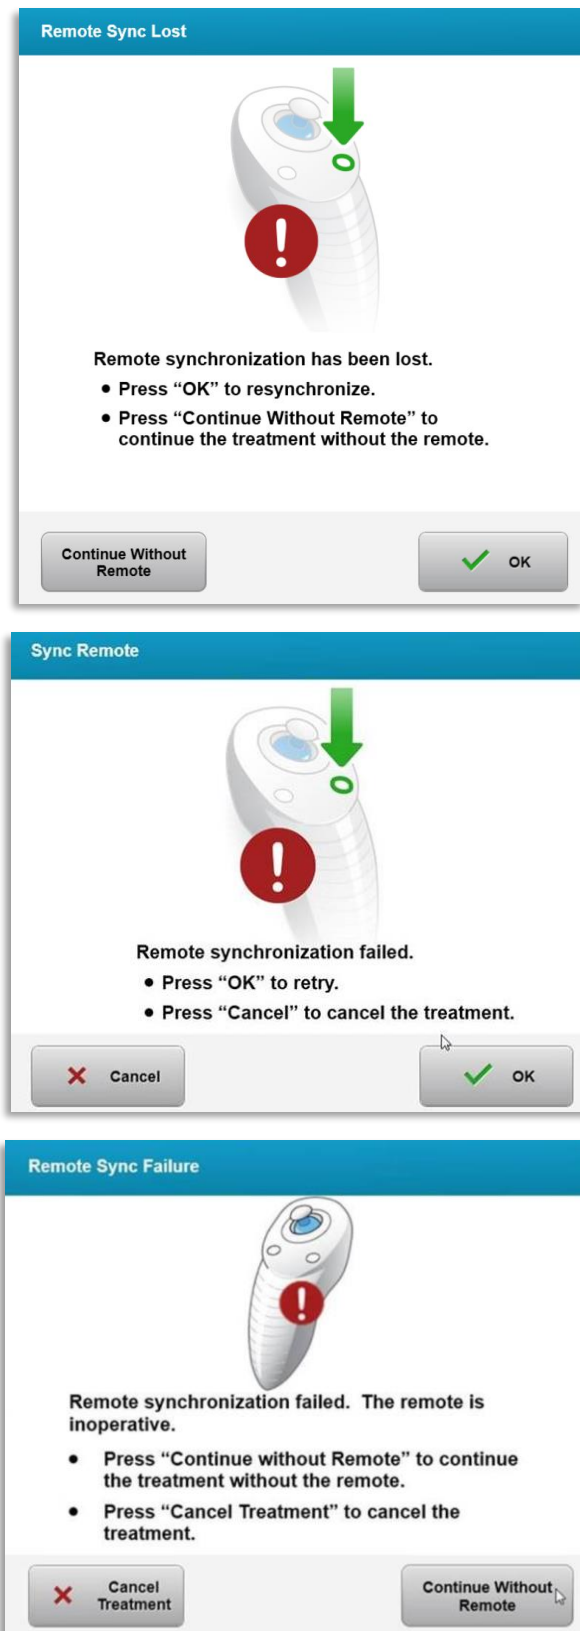 Remote Sync Lost
Remote synchronization has been lost.
• Press “OK” to resynchronize.
• Press “Continue Without Remote” to
continue the treatment without the remote.
Continue Without
Remote
OK
Sync Remote
Remote synchronization failed.
• Press “OK” to retry.
• Press “Cancel” to cancel the treatment.
Cancel
OK
Remote Sync Failure
Remote synchronization failed.  The remote is
inoperative.
• Press “Continue without Remote” to continue
the treatment without the remote.
• Press “Cancel Treatment” to cancel the
treatment.
Cancel
Treatment
Continue Without
Remote